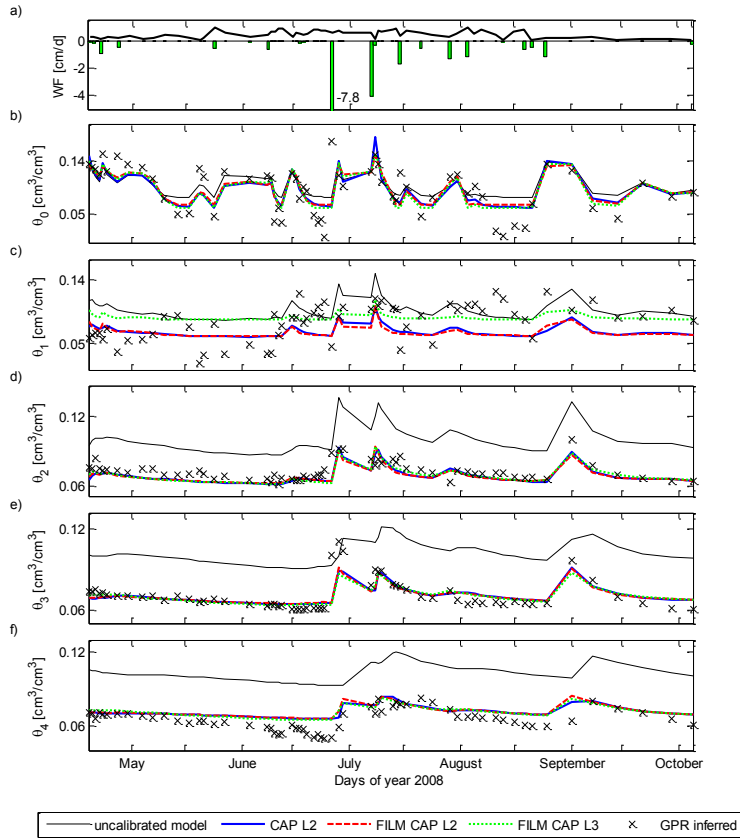 a)
WF [cm/d]
0
-2
-4
-7.8
b)
θ0 [cm3/cm3]
0.14
0.05
c)
θ1 [cm3/cm3]
0.14
0.05
d)
θ2 [cm3/cm3]
0.12
0.06
e)
θ3 [cm3/cm3]
0.12
0.06
f)
θ4 [cm3/cm3]
0.12
0.06
May June July August September October
Days of year 2008
uncalibrated model CAP L2 FILM CAP L2 FILM CAP L3 GPR inferred